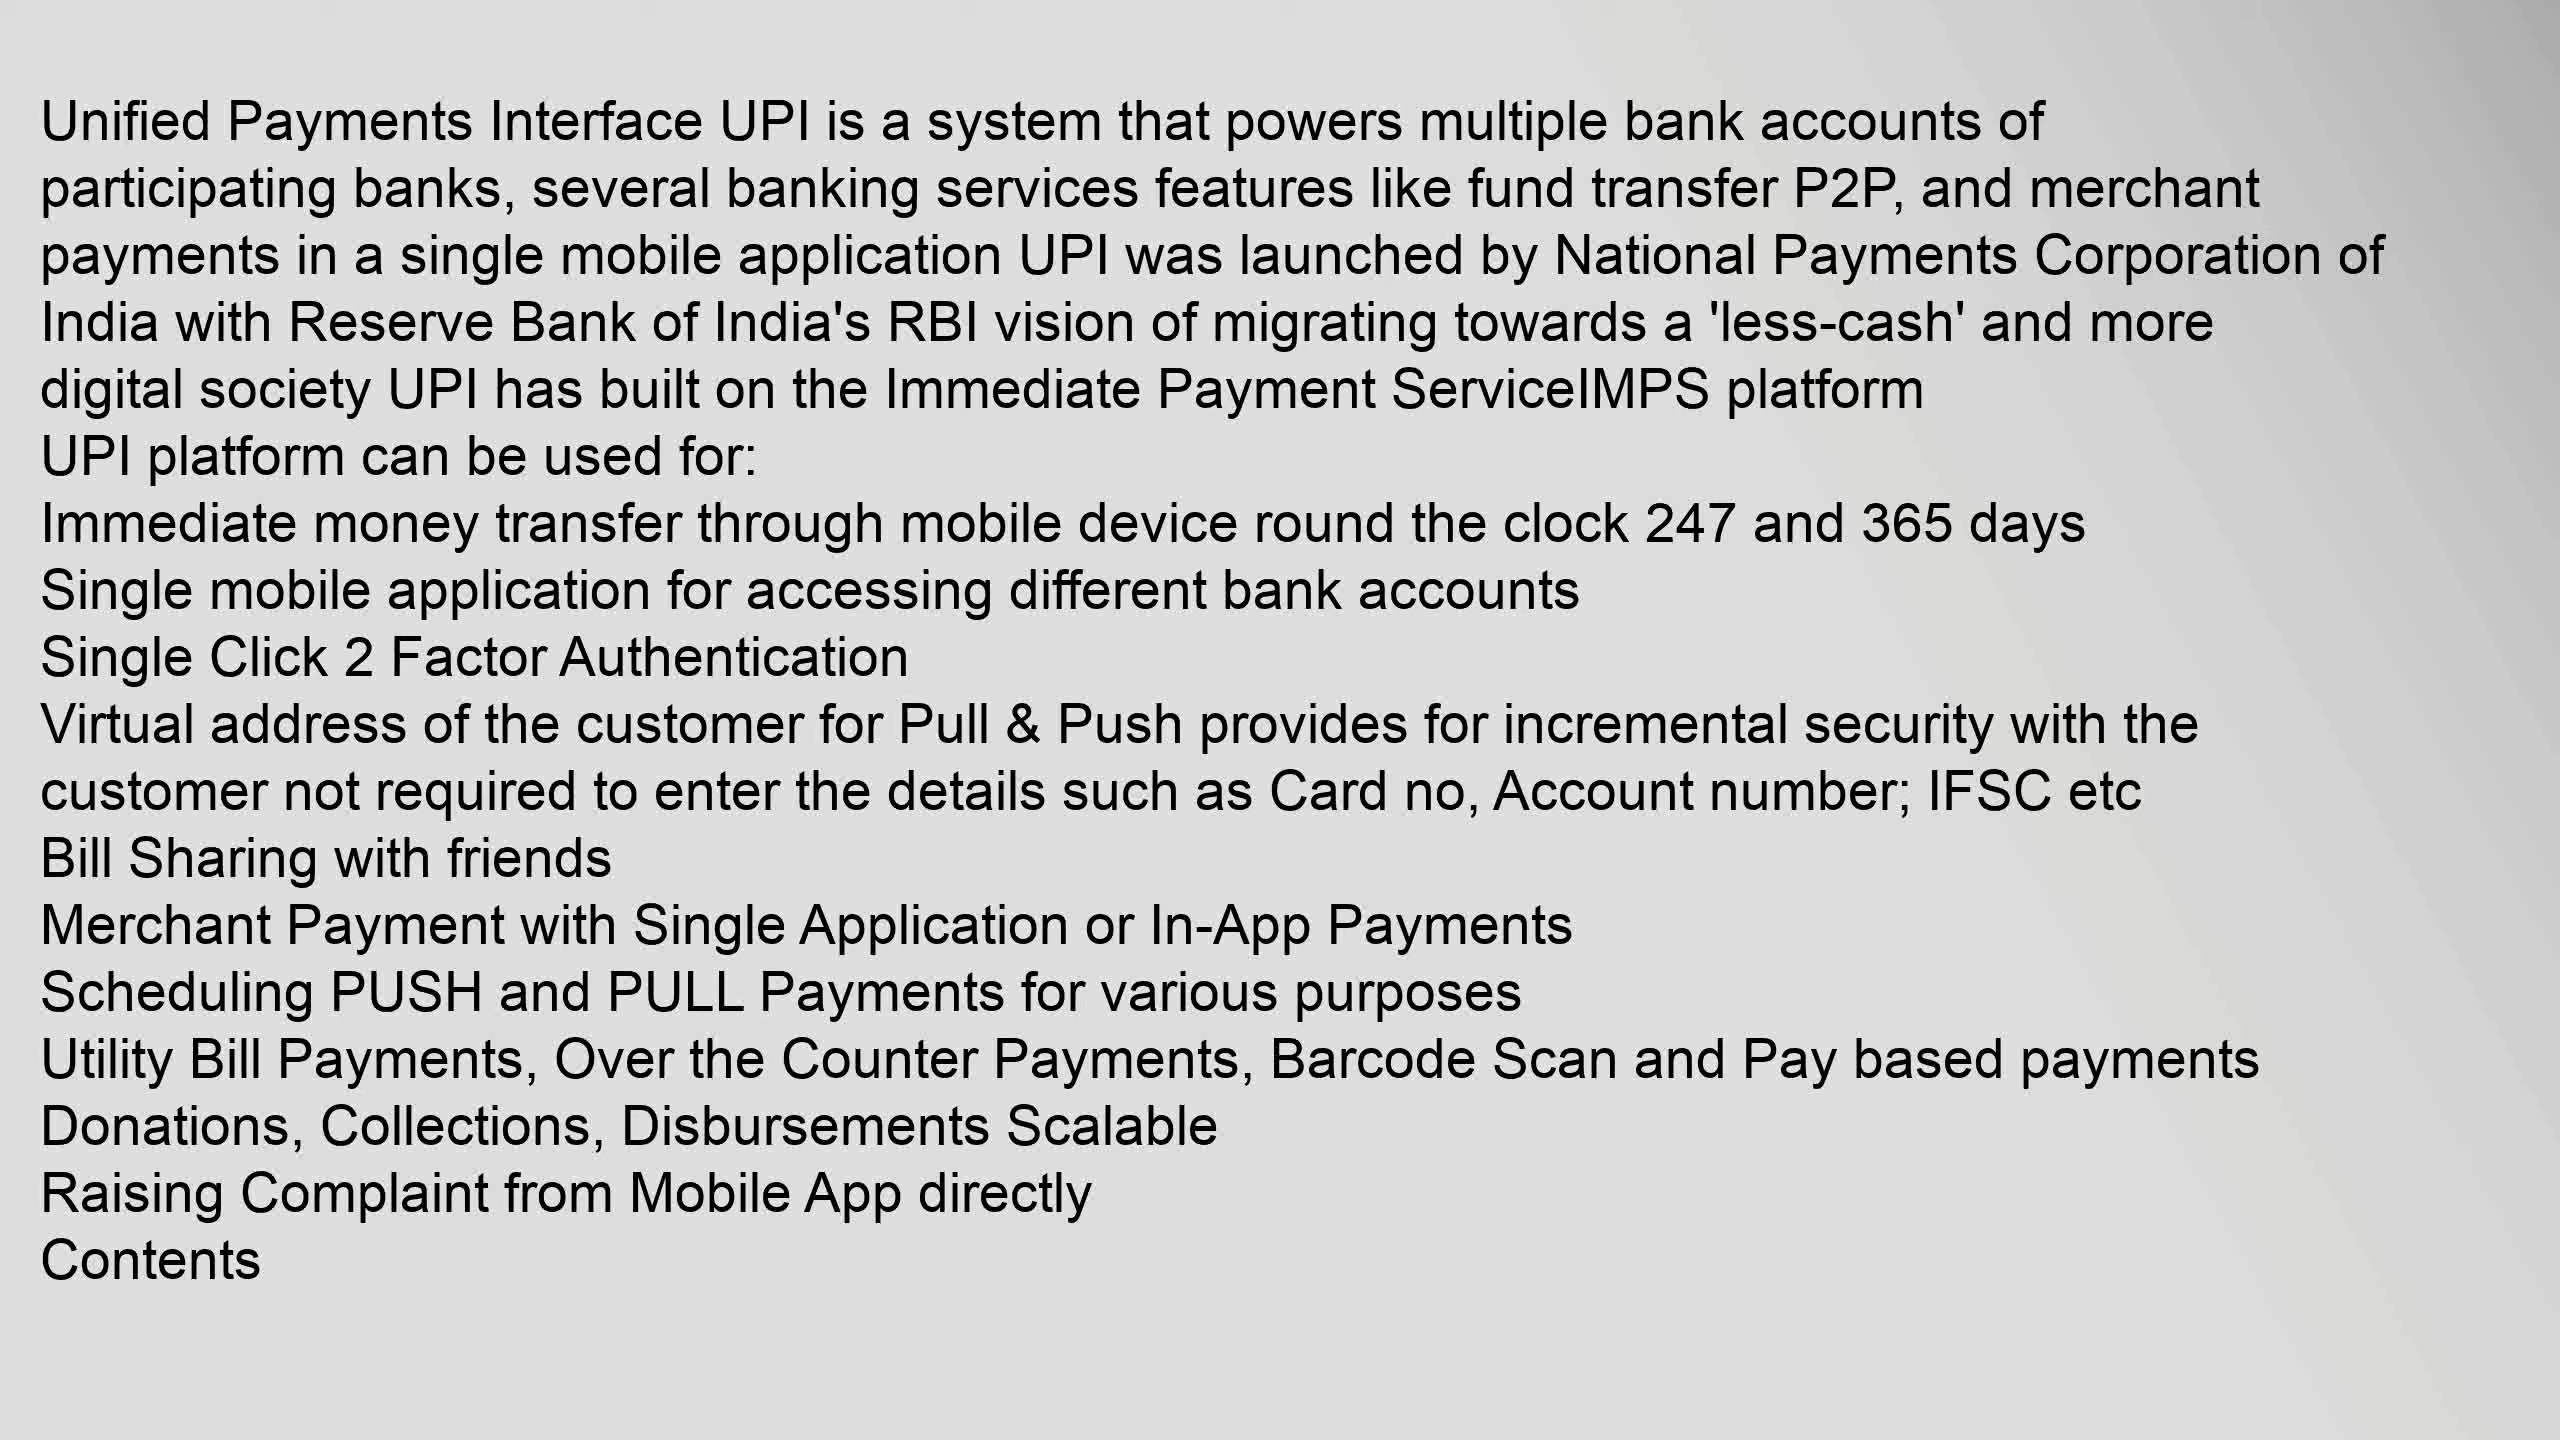 Unified Payments Interface UPI is a system that powers multiple bank accounts of
participating banks, several banking services features like fund transfer P2P, and merchant
payments in a single mobile application UPI was launched by National Payments Corporation of
India with Reserve Bank of India's RBI vision of migrating towards a 'less-cash' and more
digital society UPI has built on the Immediate Payment ServiceIMPS platform
UPI platform can be used for:
Immediate money transfer through mobile device round the clock 247 and 365 days
Single mobile application for accessing different bank accounts
Single Click 2 Factor Authentication
Virtual address of the customer for Pull & Push provides for incremental security with the
customer not required to enter the details such as Card no, Account number; IFSC etc
Bill Sharing with friends
Merchant Payment with Single Application or In-App Payments
Scheduling PUSH and PULL Payments for various purposes
Utility Bill Payments, Over the Counter Payments, Barcode Scan and Pay based payments
Donations, Collections, Disbursements Scalable
Raising Complaint from Mobile App directly
Contents